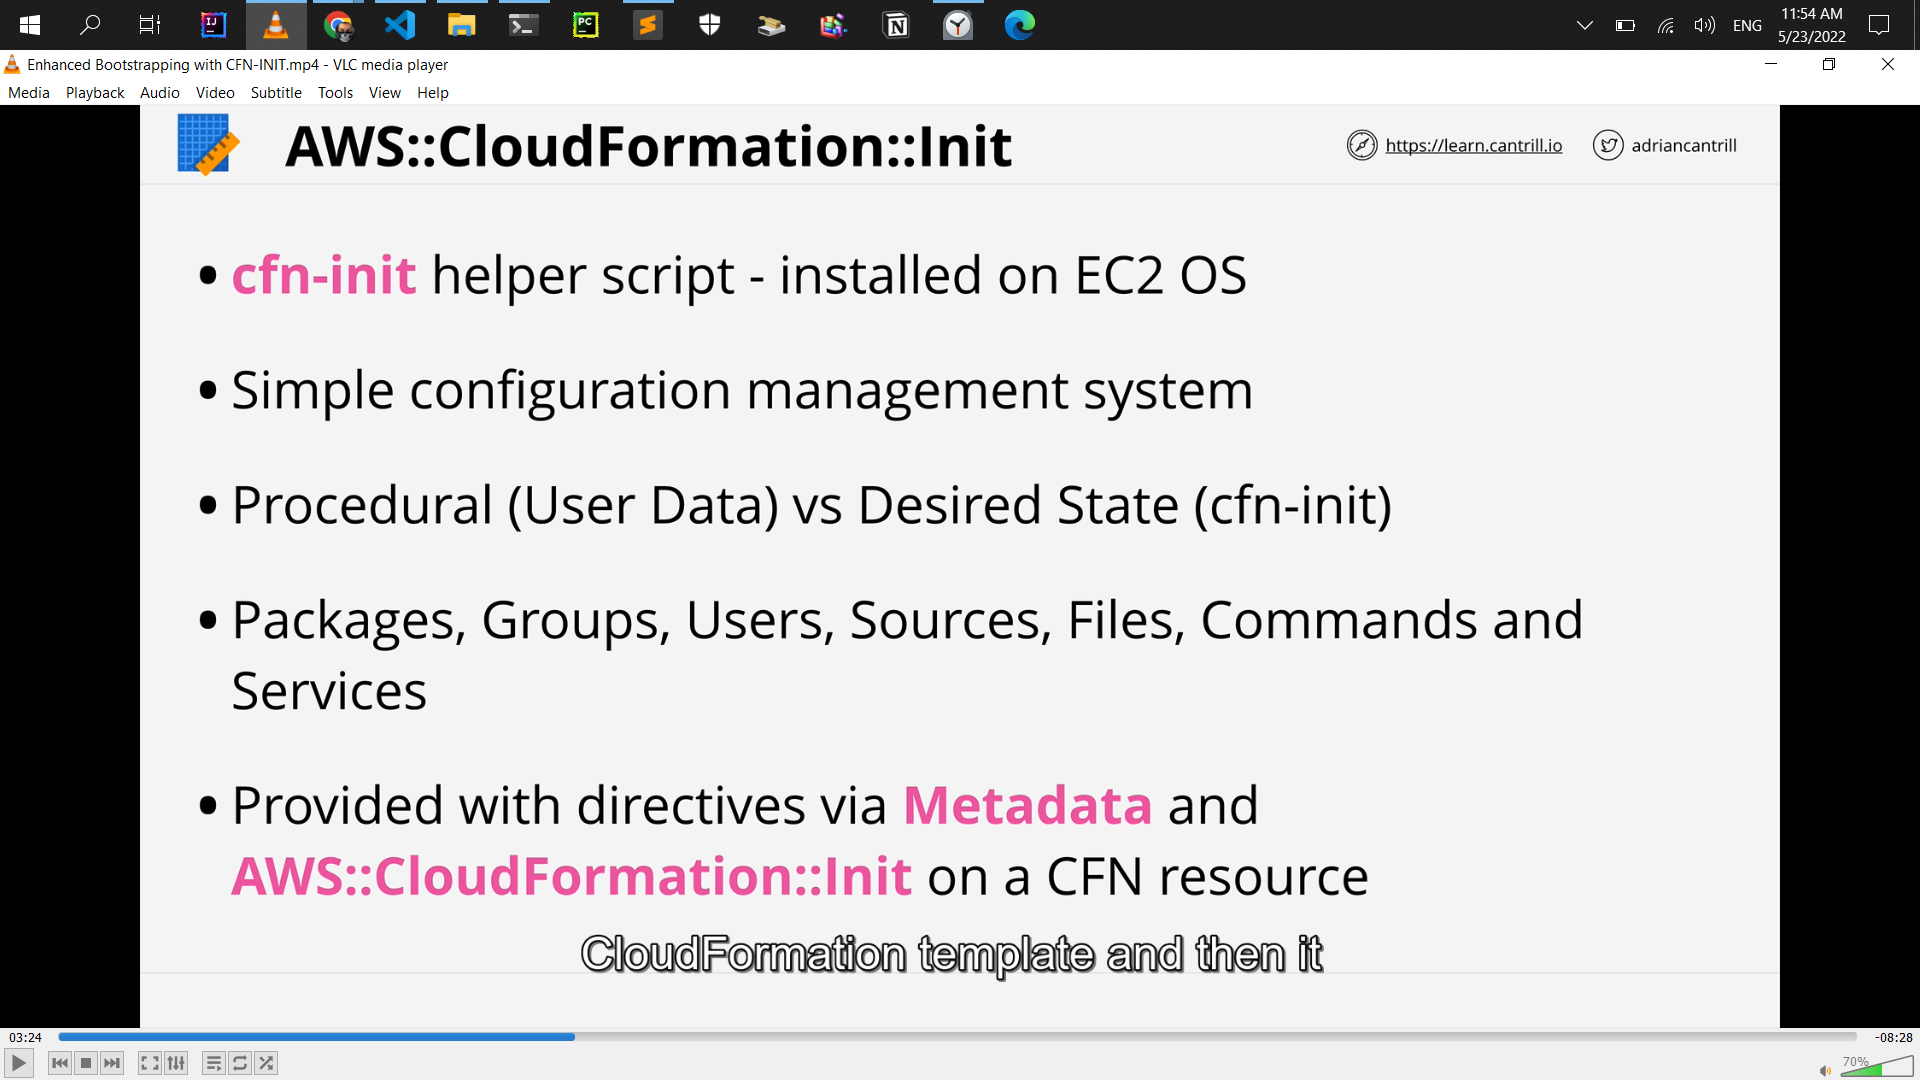 ENG
11:54 AM
5/23/2022
Enhanced Bootstrapping with CFN-INIT.mp4 - VLC media player
Media Playback Audio Video Subtitle Tools View Help
AWS::CloudFormation::Init
https://learn.cantrill.io
adriancantrill
• cfn-init helper script - installed on EC2 OS
• Simple configuration management system
• Procedural (User Data) vs Desired State (cfn-init)
• Packages, Groups, Users, Sources, Files, Commands and
Services
• Provided with directives via Metadata and
AWS::CloudFormation::Init on a CFN resource
CloudFormation template and then it
03:24
-08:28
70%